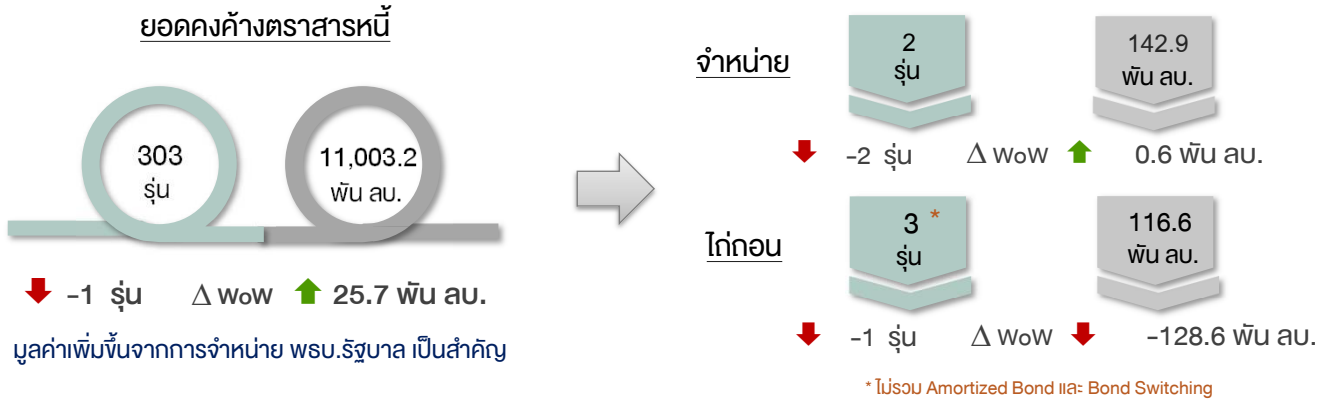 ยอดคงค้างตราสารหนี้
303
รุ่น
11,003.2
พัน ลบ.
-1 รุ่น Δ WoW 25.7 พัน ลบ.
มูลค่าเพิ่มขึ้นจากการจำหน่าย พธบ.รัฐบาล เป็นสำคัญ
จำหน่าย
2
รุ่น
142.9
พัน ลบ.
-2 รุ่น Δ WoW 0.6 พัน ลบ.
ไถ่ถอน
3 *
รุ่น
116.6
พัน ลบ.
-1 รุ่น Δ WoW -128.6 พัน ลบ.
* ไม่รวม Amortized Bond และ Bond Switching